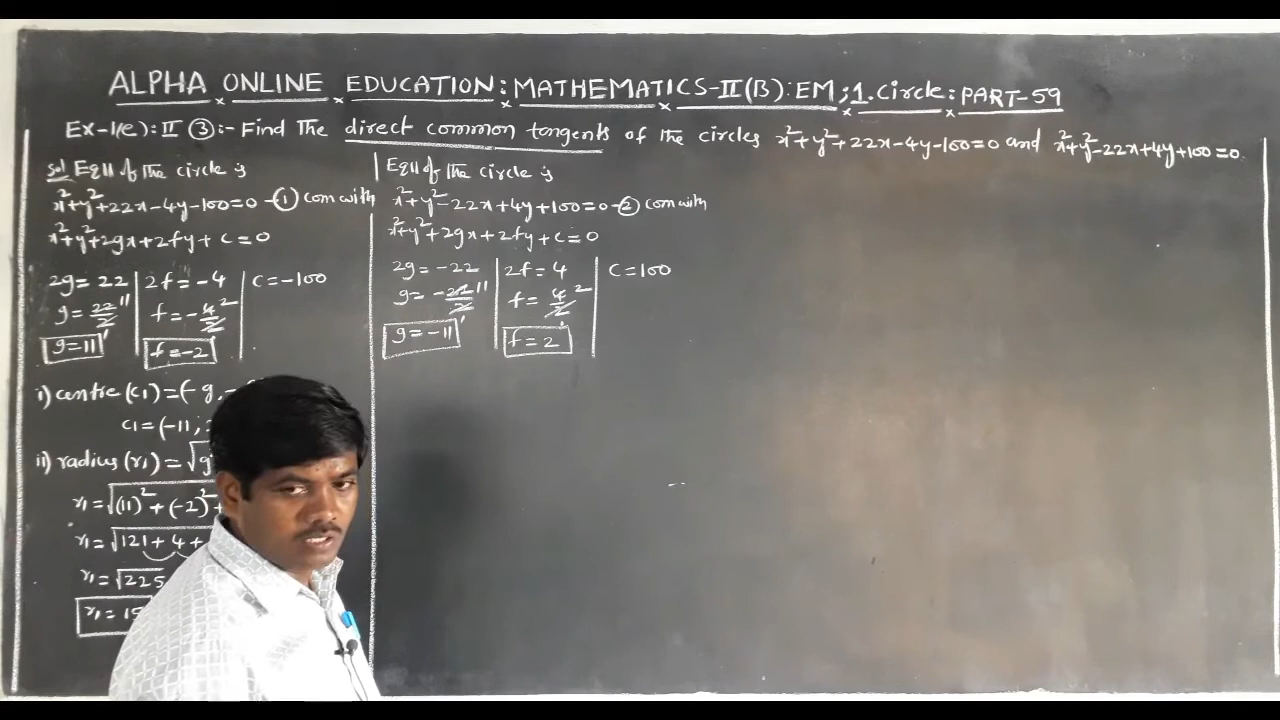 ALPHA ONLINE EDUCATION: MATHEMATICS-II(B): EM; 1. Circle: PART-59
Ex-1(e): II ③:- Find The direct common tangents of the circles x²+y²+22x-4y-100=0 and x²+y²-22x+4y+100=0.
Sol Eqn of the circle is
x²+y²+22x-4y-100=0 -① com with
x²+y²+2gx+2fy+c=0
2g=22 | 2f=-4 | c=-100
g=22/2 11 | f=-4/2 2
g=11 | f=-2
i) centre (c1)=(-g,-
c1=(-11,
ii) radius (r1)=√g
r1=√(11)²+(-2)²+
r1=√121+4+
r1=√225
r1=15
Eqn of the circle is
x²+y²-22x+4y+100=0-② com with
x²+y²+2gx+2fy+c=0
2g=-22 | 2f=4 | c=100
g=-22/2 11 | f=4/2 2
g=-11 | f=2